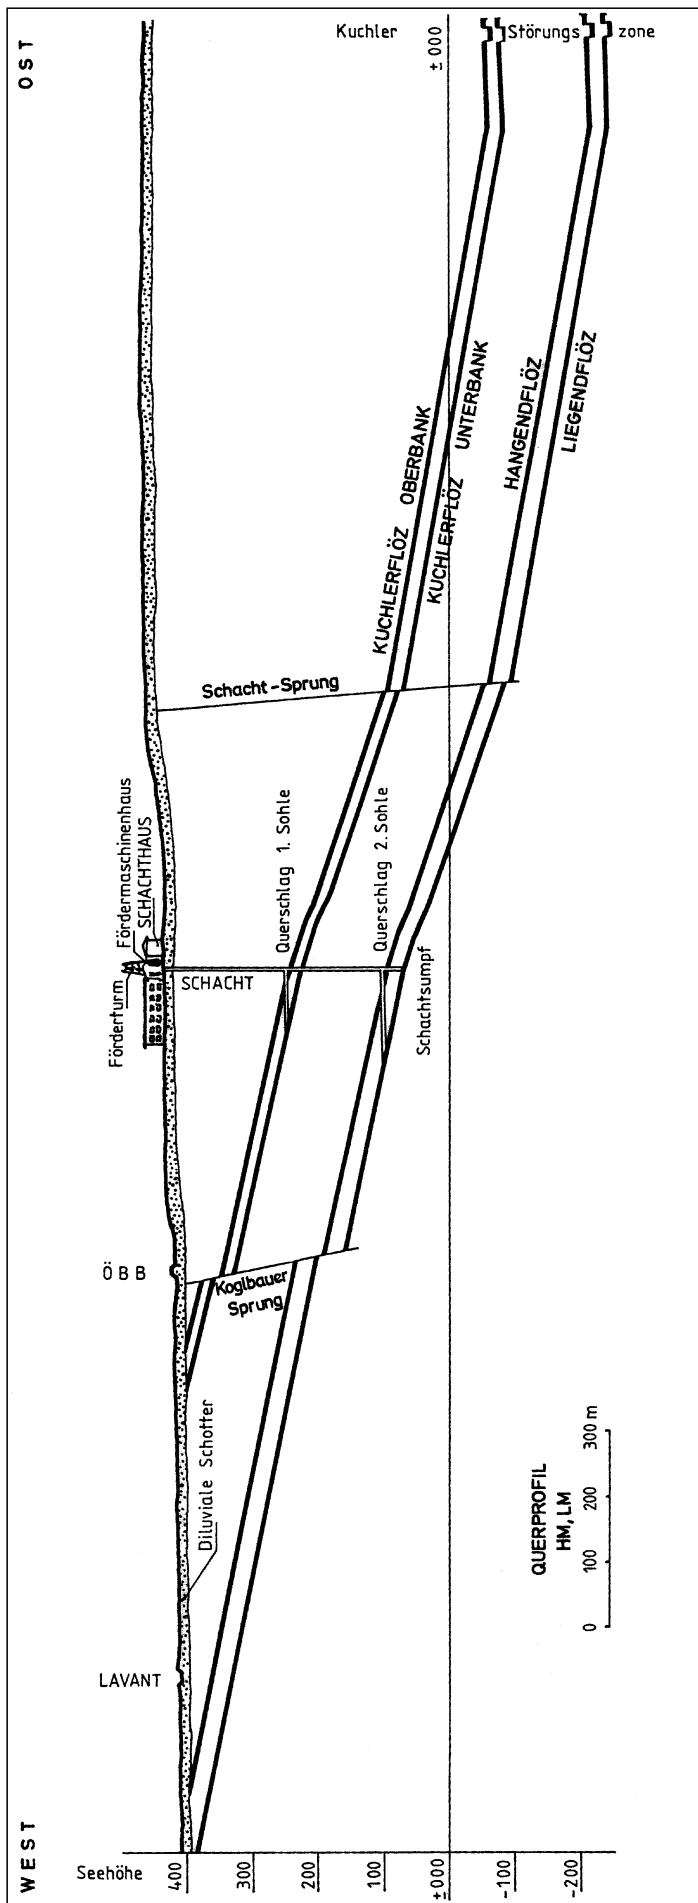 OST
Kuchler Störungs zone
±000
KUCHLERFLÖZ OBERBANK
KUCHLERFLÖZ UNTERBANK
HANGENDFLÖZ
LIEGENDFLÖZ
Schacht-Sprung
Fördermaschinenhaus
SCHACHTHAUS
Förderturm
SCHACHT
Querschlag 1. Sohle
Querschlag 2. Sohle
Schachtsumpf
ÖBB
Koglbauer
Sprung
Diluviale Schotter
LAVANT
QUERPROFIL
HM, LM
0 100 200 300 m
WEST
Seehöhe
400
300
200
100
±000
-100
-200